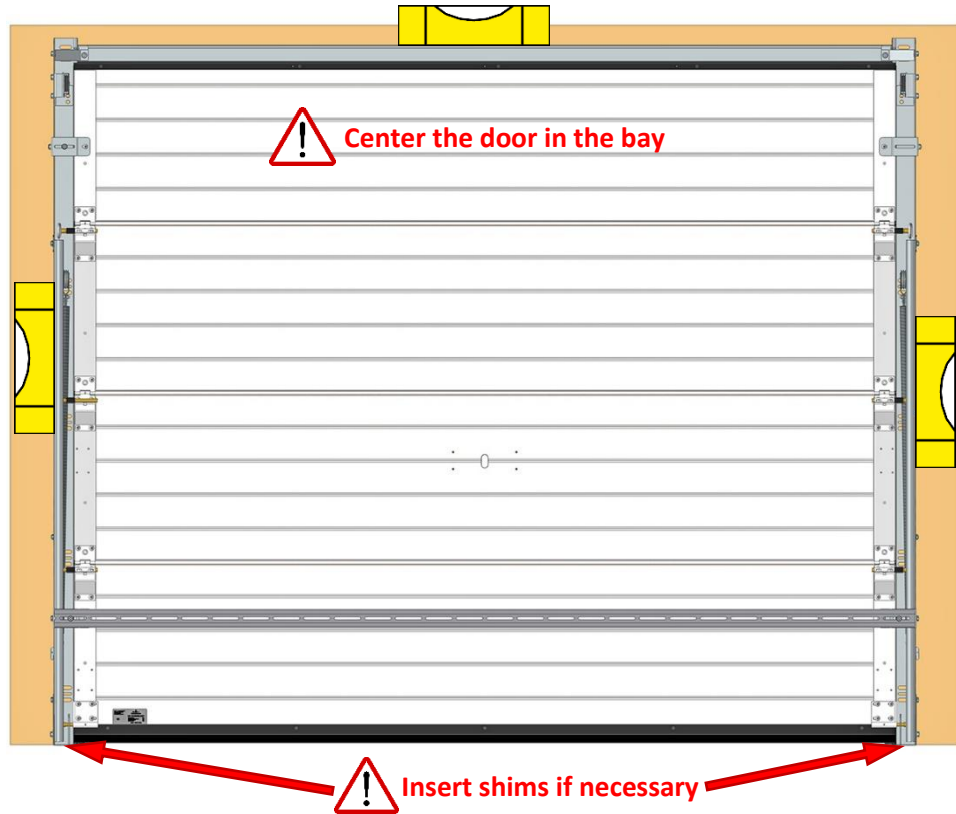 Center the door in the bay
Insert shims if necessary